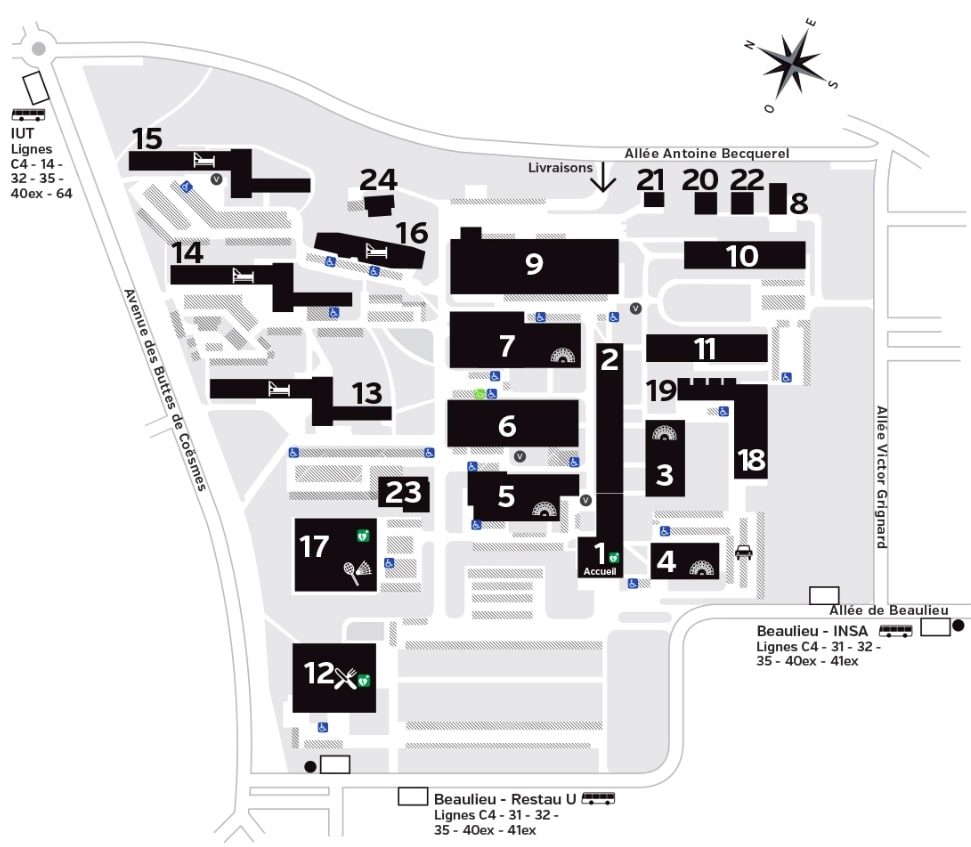 E
N
S
O
IUT
Lignes
C4 - 14 -
32 - 35 -
40ex - 64
15
V
24
16
14
13
Avenue des Buttes de Coësmes
Livraisons
Allée Antoine Becquerel
21
20
22
8
9
10
V
7
2
11
19
6
V
18
3
5
V
23
17
1
Accueil
4
12
Allée Victor Grignard
Allée de Beaulieu
Beaulieu - INSA
Lignes C4 - 31 - 32 -
35 - 40ex - 41ex
Beaulieu - Restau U
Lignes C4 - 31 - 32 -
35 - 40ex - 41ex